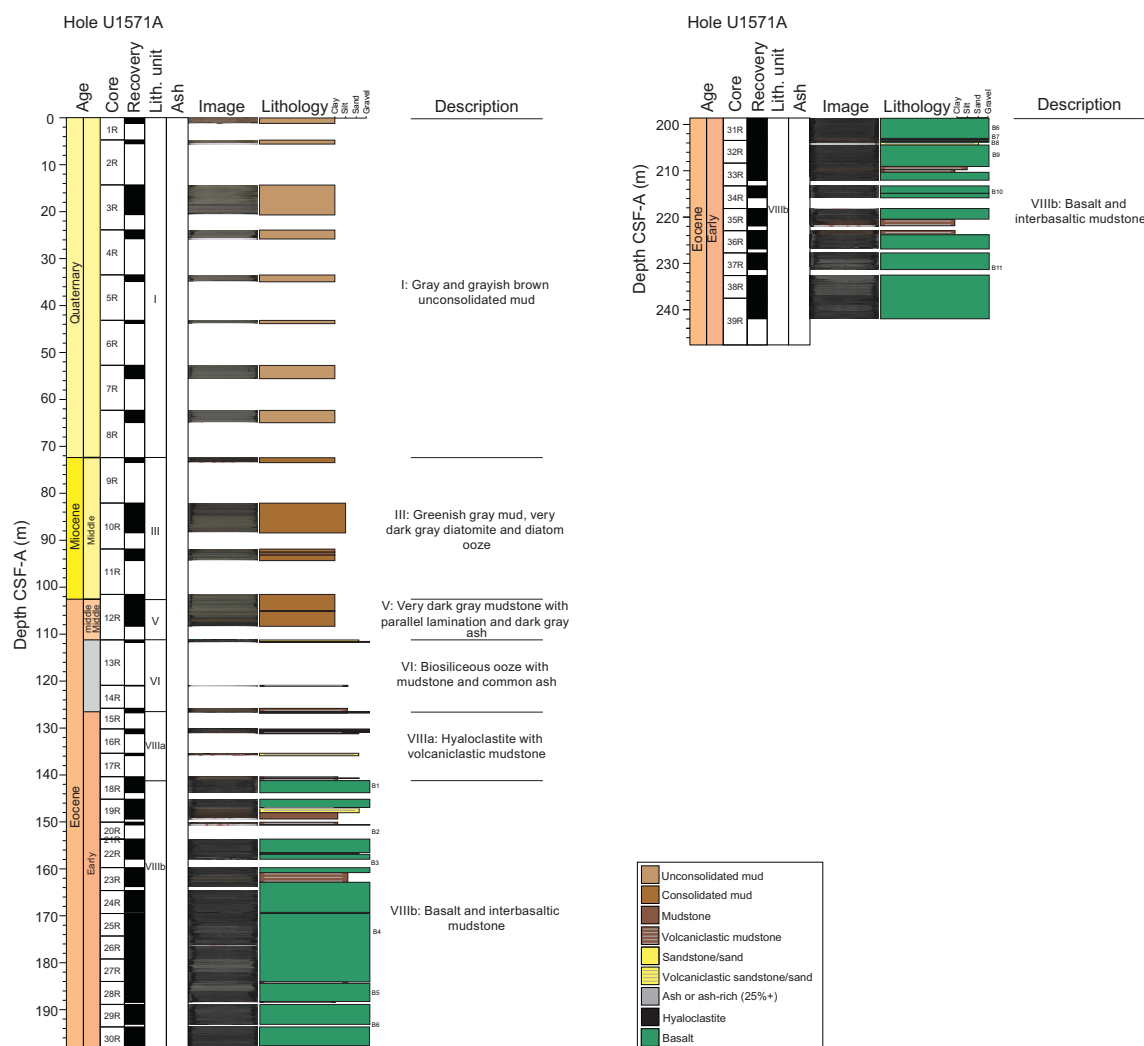 Hole U1571A
Age
Core
Recovery
Lith. unit
Ash
Image
Lithology
Clay
Silt
Sand
Gravel
Description
Depth CSF-A (m)
0
10
20
30
40
50
60
70
80
90
100
110
120
130
140
150
160
170
180
190
Quaternary
Miocene
Middle
Eocene
middle
Middle
Early
1R
2R
3R
4R
5R
6R
7R
8R
9R
10R
11R
12R
13R
14R
15R
16R
17R
18R
19R
20R
21R
22R
23R
24R
25R
26R
27R
28R
29R
30R
I
III
V
VI
VIIIa
VIIIb
B1
B2
B3
B4
B5
B6
I: Gray and grayish brown
unconsolidated mud
III: Greenish gray mud, very
dark gray diatomite and diatom
ooze
V: Very dark gray mudstone with
parallel lamination and dark gray
ash
VI: Biosiliceous ooze with
mudstone and common ash
VIIIa: Hyaloclastite with
volcaniclastic mudstone
VIIIb: Basalt and interbasaltic
mudstone
Hole U1571A
Age
Core
Recovery
Lith. unit
Ash
Image
Lithology
Clay
Silt
Sand
Gravel
Description
Depth CSF-A (m)
200
210
220
230
240
Eocene
Early
31R
32R
33R
34R
35R
36R
37R
38R
39R
VIIIb
B6
B7
B8
B9
B10
B11
VIIIb: Basalt and
interbasaltic mudstone
Unconsolidated mud
Consolidated mud
Mudstone
Volcaniclastic mudstone
Sandstone/sand
Volcaniclastic sandstone/sand
Ash or ash-rich (25%+)
Hyaloclastite
Basalt